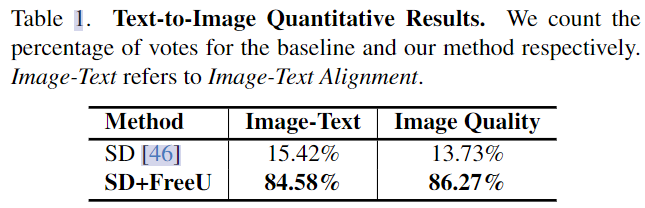 Table 1. Text-to-Image Quantitative Results. We count the
percentage of votes for the baseline and our method respectively.
Image-Text refers to Image-Text Alignment.
Method Image-Text Image Quality
SD [46] 15.42% 13.73%
SD+FreeU 84.58% 86.27%